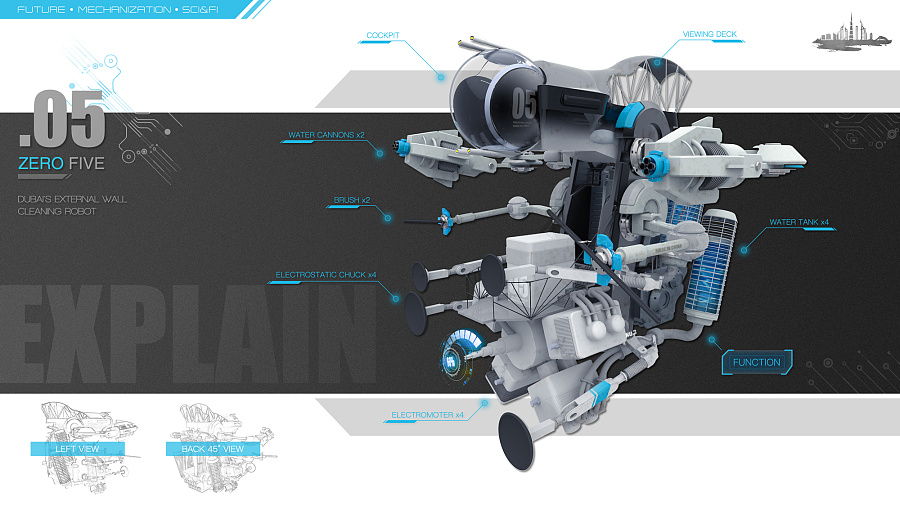 FUTURE • MECHANIZATION • SCI&FI
COCKPIT
VIEWING DECK
.05
05
ZERO FIVE
WATER CANNONS x2
DUBAI'S EXTERNAL WALL
CLEANING ROBOT
BRUSH x2
WATER TANK x4
ELECTROSTATIC CHUCK x4
EXPLAIN
FUNCTION
ELECTROMOTER x4
LEFT VIEW
BACK 45° VIEW